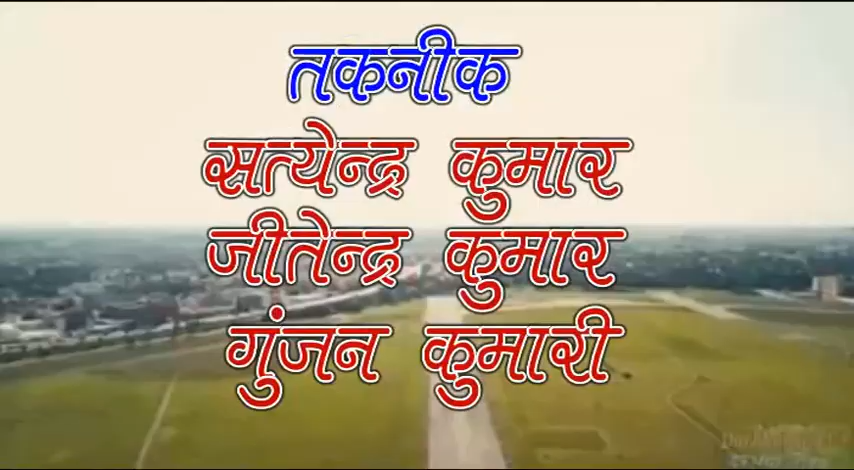 तकनीक
सत्येन्द्र कुमार
जीतेन्द्र कुमार
गुंजन कुमारी